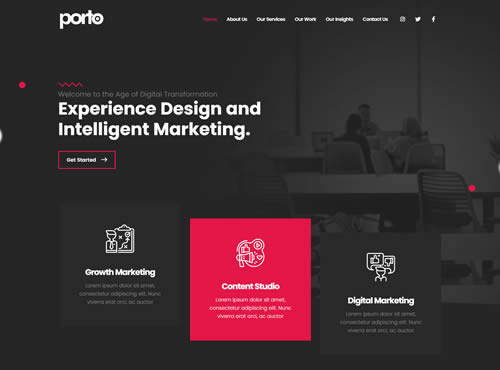 porto
Home About Us Our Services Our Work Our Insights Contact Us
Welcome to the Age of Digital Transformation
Experience Design and
Intelligent Marketing.
Get Started
Growth Marketing
Lorem ipsum dolor sit amet,
consectetur adipiscing elit. Nunc
viverra erat orci, ac auctor
Content Studio
Lorem ipsum dolor sit amet,
consectetur adipiscing elit. Nunc
viverra erat orci, ac auctor
Digital Marketing
Lorem ipsum dolor sit amet,
consectetur adipiscing elit. Nunc
viverra erat orci, ac auctor